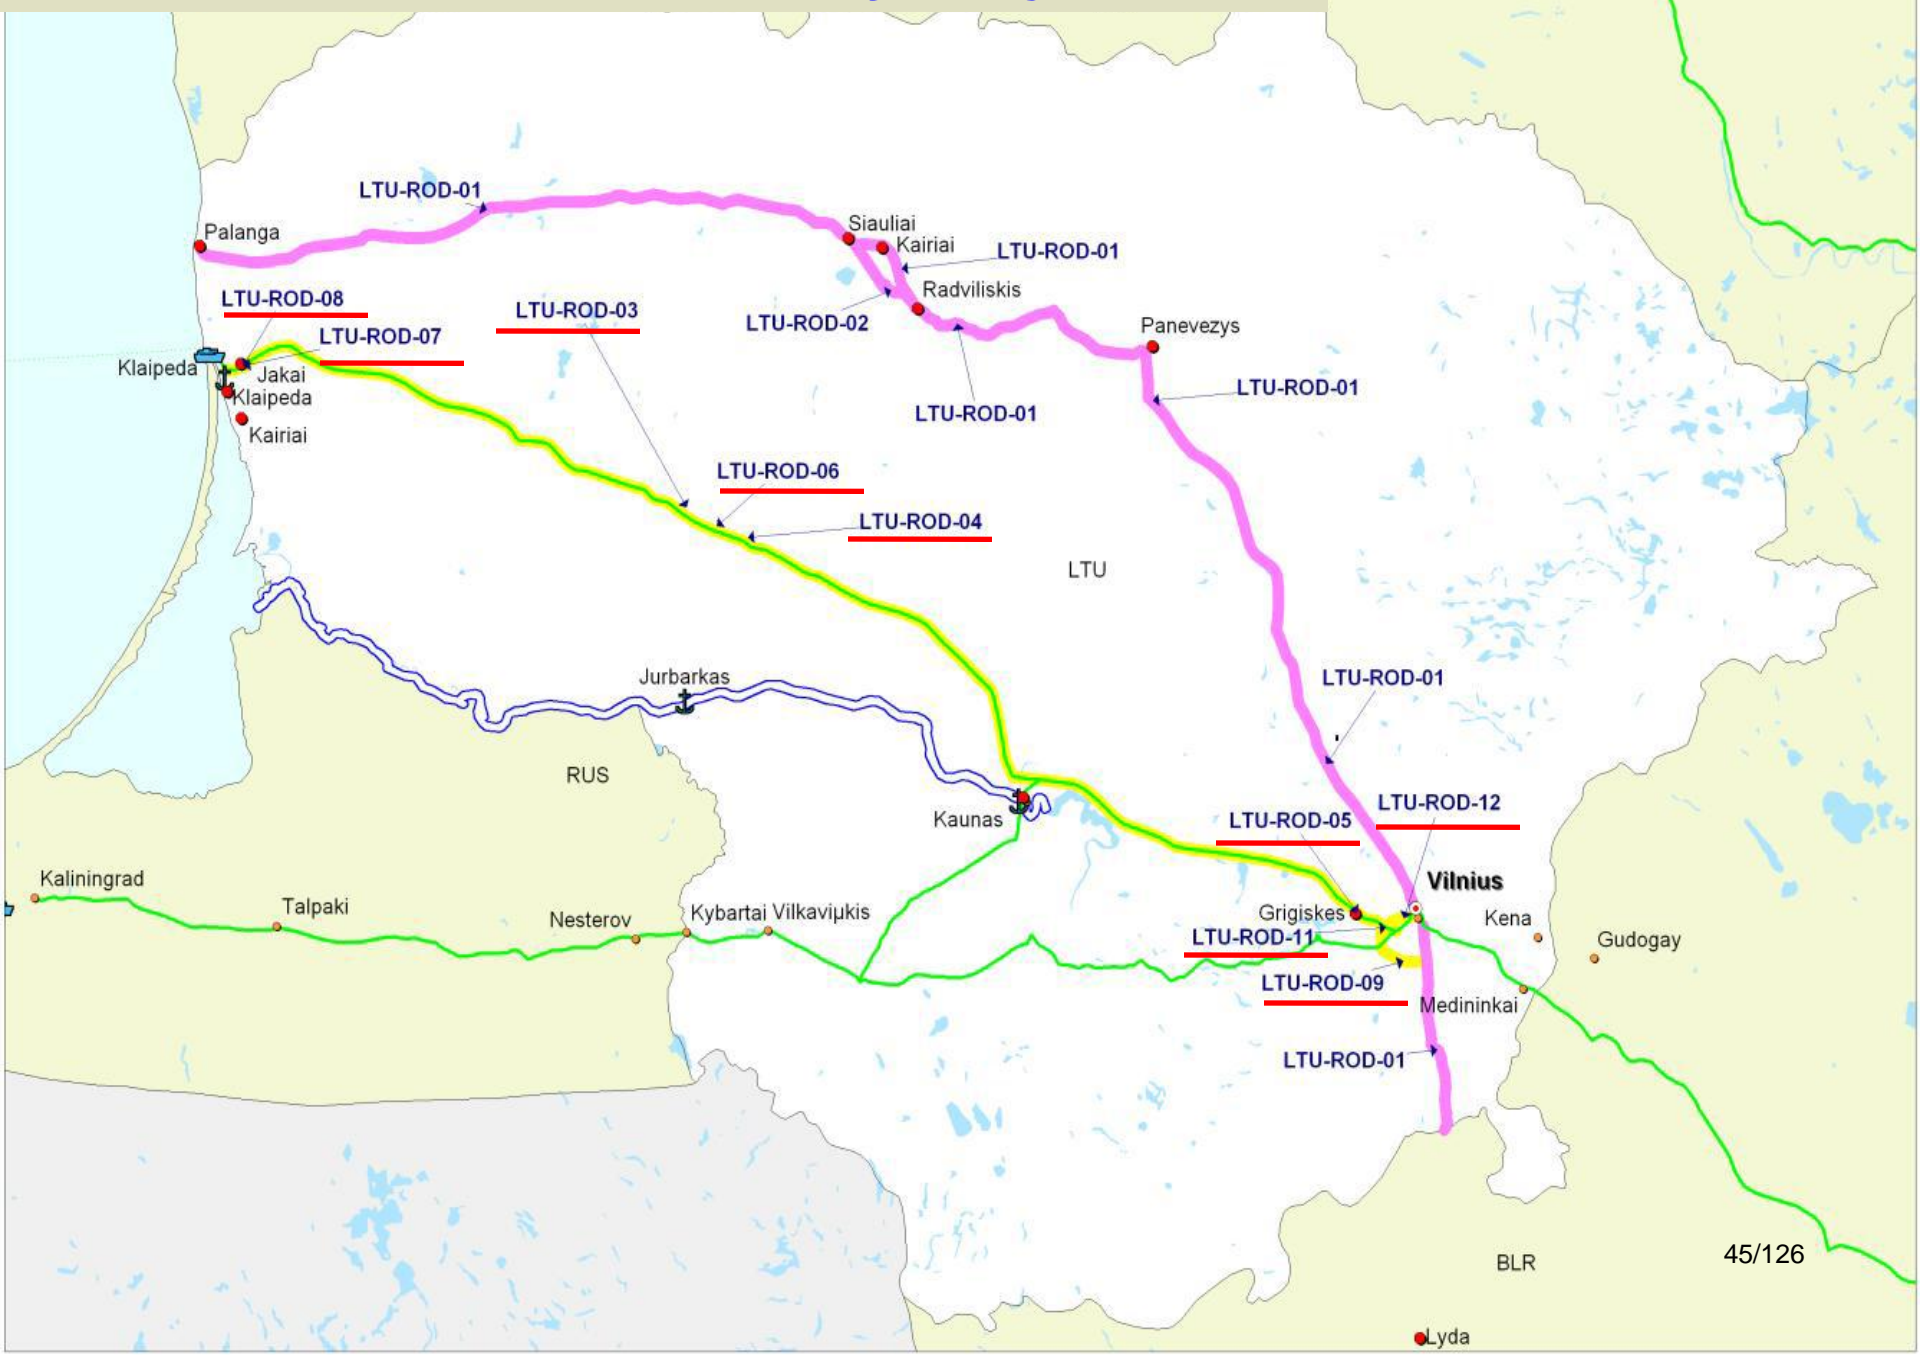 LTU-ROD-01
Siauliai
Palanga
Kairiai
LTU-ROD-01
Radviliskis
LTU-ROD-08
LTU-ROD-03
LTU-ROD-02
Panevezys
LTU-ROD-07
Klaipeda
Jakai
LTU-ROD-01
Klaipeda
LTU-ROD-01
Kairiai
LTU-ROD-06
LTU-ROD-04
LTU
Jurbarkas
LTU-ROD-01
RUS
LTU-ROD-12
Kaunas
LTU-ROD-05
Kaliningrad
Vilnius
Talpaki
Nesterov
Kybartai
Vilkaviµkis
Grigiskes
Kena
LTU-ROD-11
Gudogay
LTU-ROD-09
Medininkai
LTU-ROD-01
45/126
BLR
Lyda